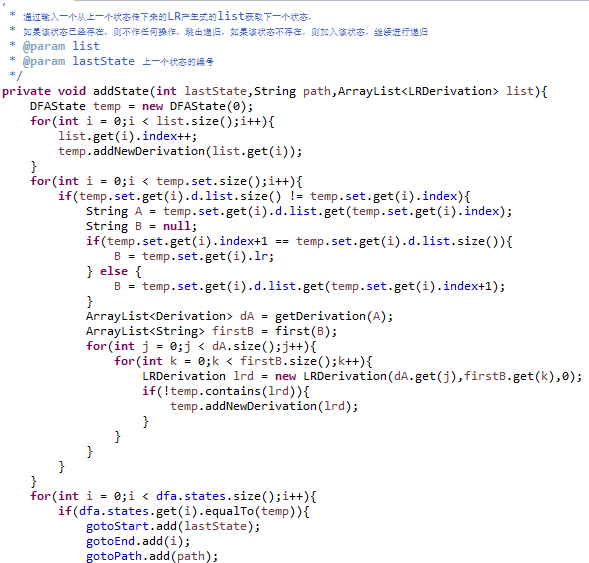 * 通过输入一个从上一个状态传下来的LR产生式的list获取下一个状态,
* 如果该状态已经存在, 则不作任何操作, 跳出递归, 如果该状态不存在, 则加入该状态, 继续进行递归
* @param list
* @param lastState 上一个状态的编号
*/
private void addState(int lastState,String path,ArrayList<LRDerivation> list){
DFAState temp = new DFAState(0);
for(int i = 0;i < list.size();i++){
list.get(i).index++;
temp.addNewDerivation(list.get(i));
}
for(int i = 0;i < temp.set.size();i++){
if(temp.set.get(i).d.list.size() != temp.set.get(i).index){
String A = temp.set.get(i).d.list.get(temp.set.get(i).index);
String B = null;
if(temp.set.get(i).index+1 == temp.set.get(i).d.list.size()){
B = temp.set.get(i).lr;
} else {
B = temp.set.get(i).d.list.get(temp.set.get(i).index+1);
}
ArrayList<Derivation> dA = getDerivation(A);
ArrayList<String> firstB = first(B);
for(int j = 0;j < dA.size();j++){
for(int k = 0;k < firstB.size();k++){
LRDerivation lrd = new LRDerivation(dA.get(j),firstB.get(k),0);
if(!temp.contains(lrd)){
temp.addNewDerivation(lrd);
}
}
}
}
}
for(int i = 0;i < dfa.states.size();i++){
if(dfa.states.get(i).equalTo(temp)){
gotoStart.add(lastState);
gotoEnd.add(i);
gotoPath.add(path);